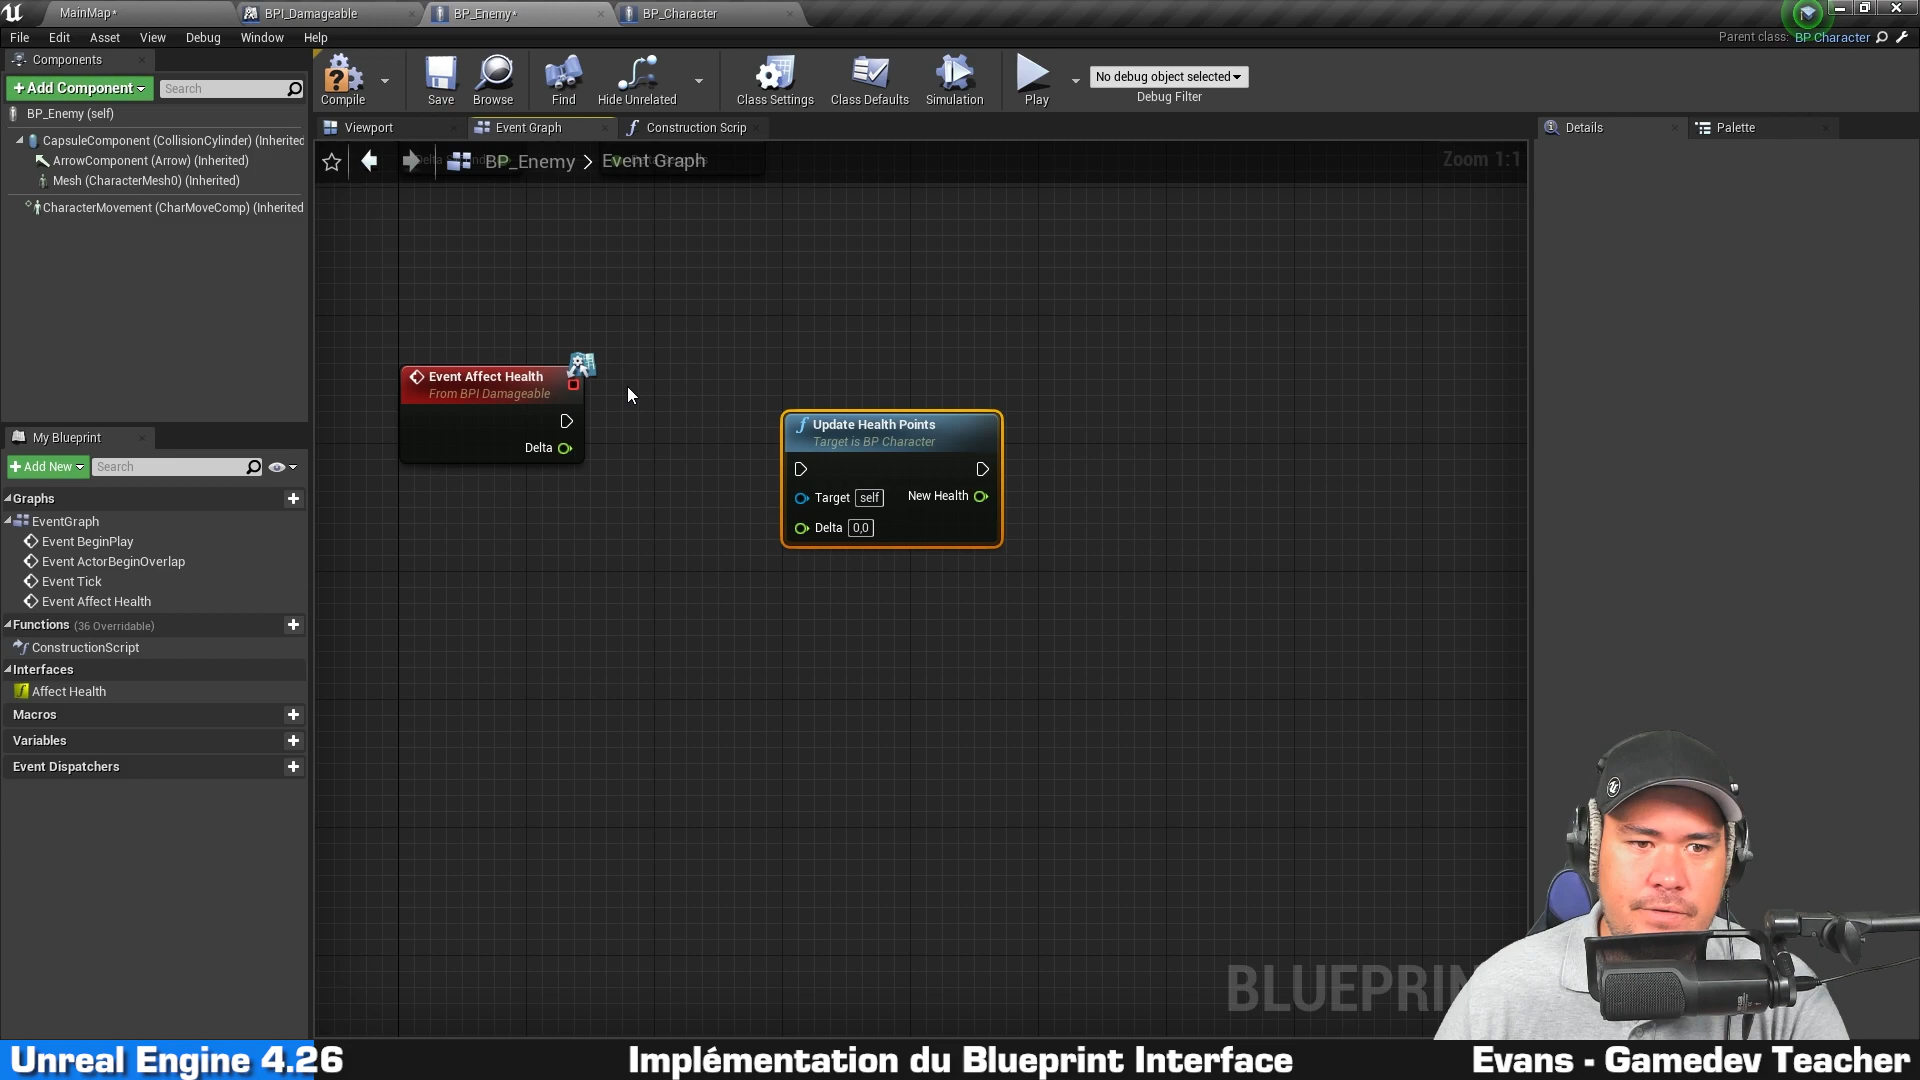 MainMap*
BPI_Damageable
BP_Enemy*
BP_Character
File Edit Asset View Debug Window Help
Parent class: BP Character
Components
+Add Component
Search
BP_Enemy (self)
CapsuleComponent (CollisionCylinder) (Inherited
ArrowComponent (Arrow) (Inherited)
Mesh (CharacterMesh0) (Inherited)
CharacterMovement (CharMoveComp) (Inherited
Compile
Save
Browse
Find
Hide Unrelated
Class Settings
Class Defaults
Simulation
Play
No debug object selected
Debug Filter
Viewport
Event Graph
Construction Scrip
Details
Palette
BP_Enemy > Event Graph
Zoom 1:1
Event Affect Health
From BPI Damageable
Delta
Update Health Points
Target is BP Character
Target self
New Health
Delta 0,0
My Blueprint
+Add New
Search
Graphs
EventGraph
Event BeginPlay
Event ActorBeginOverlap
Event Tick
Event Affect Health
Functions (36 Overridable)
ConstructionScript
Interfaces
Affect Health
Macros
Variables
Event Dispatchers
BLUEPRIN
Unreal Engine 4.26
Implémentation du Blueprint Interface
Evans - Gamedev Teacher